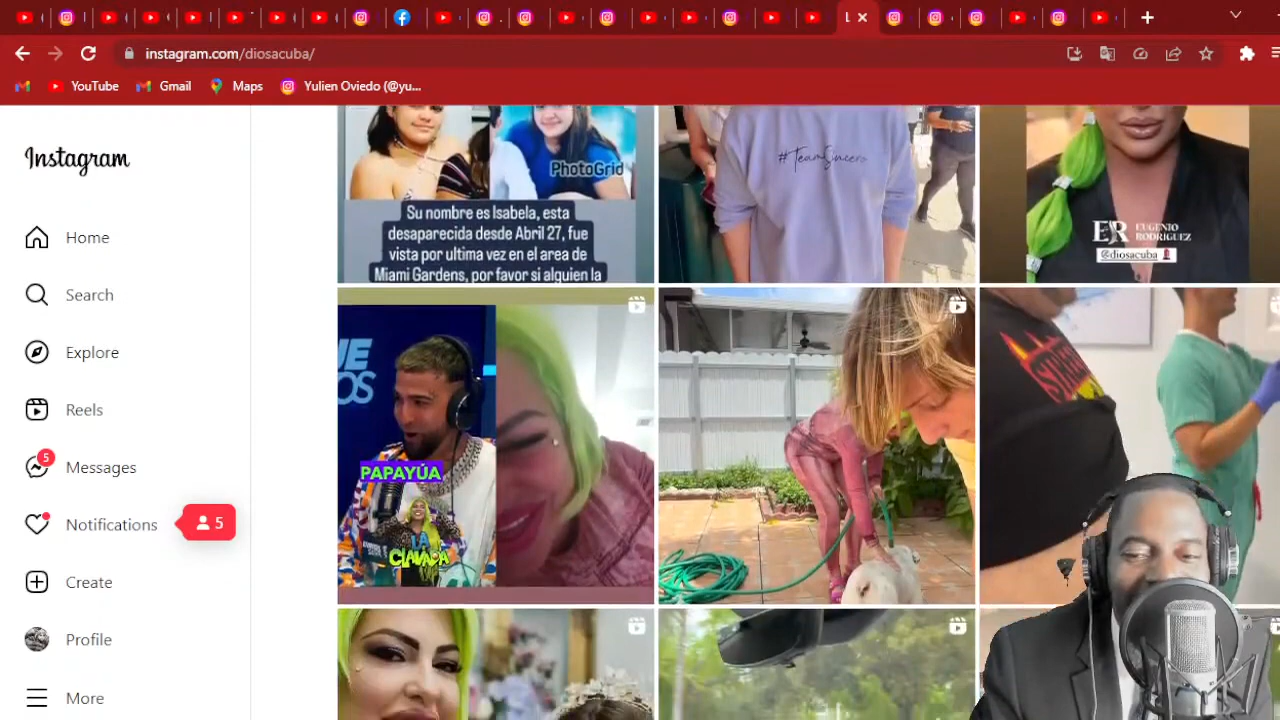 instagram.com/diosacuba/
YouTube
Gmail
Maps
Yulien Oviedo (@yu...
Instagram
Home
Search
Explore
Reels
5
Messages
Notifications
5
Create
Profile
More
PhotoGrid
Su nombre es Isabela, esta
desaparecida desde Abril 27, fue
vista por ultima vez en el area de
Miami Gardens, por favor si alguien la
#TeamSincero
ER EUGENIO
RODRIGUEZ
@diosacuba
PAPAYÚA
LA
CLAVADA